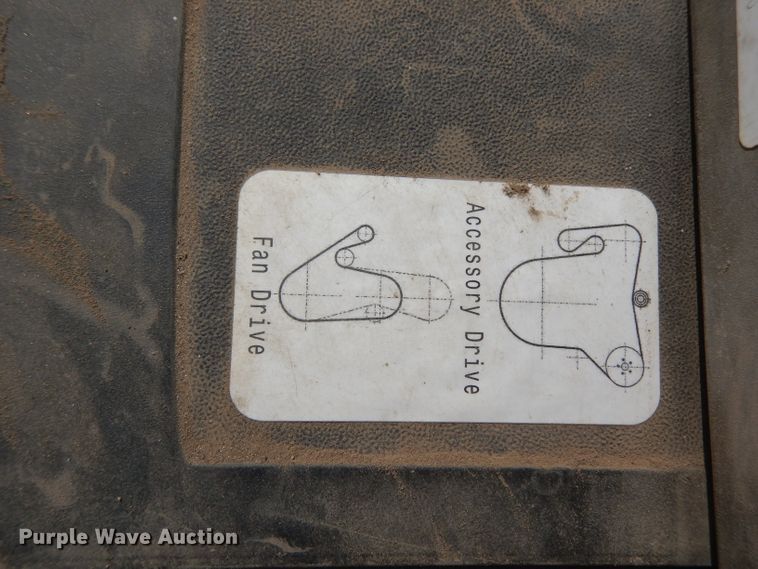 Accessory Drive
Fan Drive
Purple Wave Auction